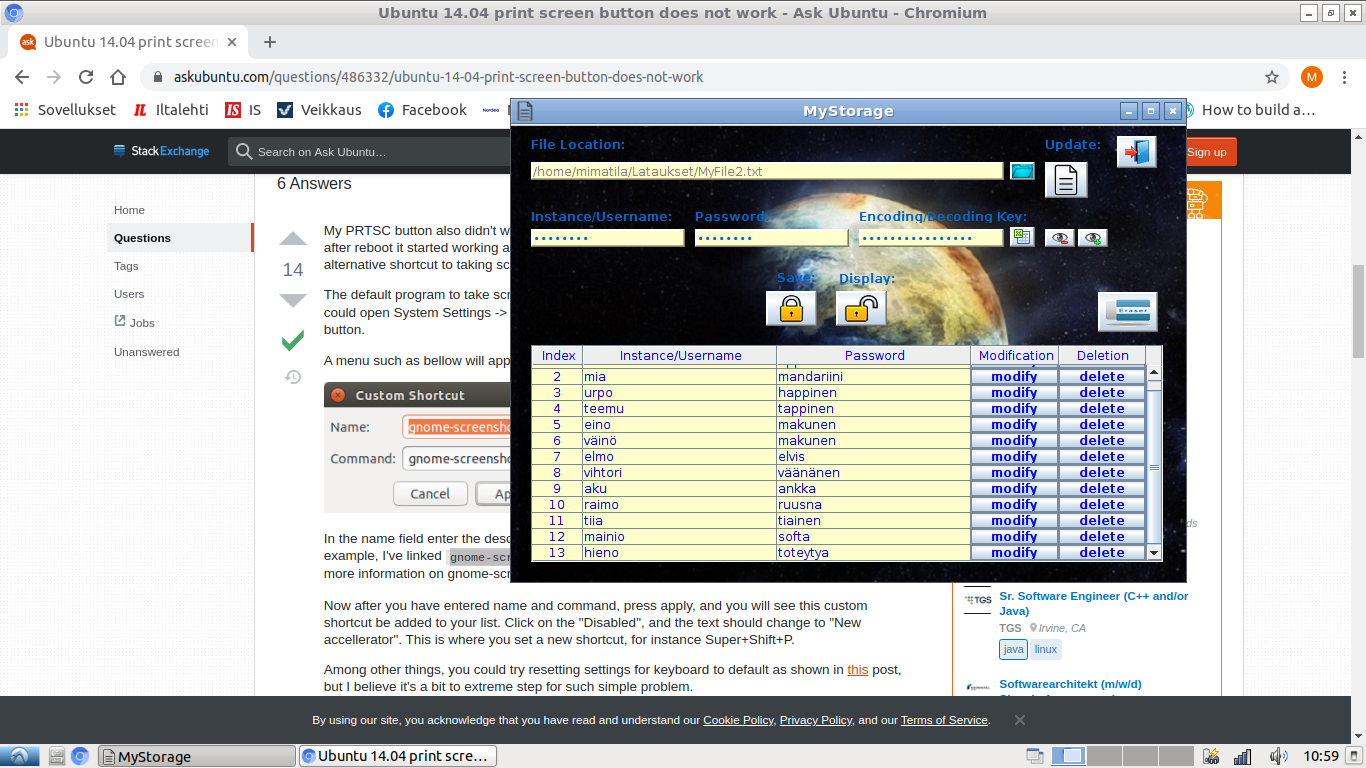 Ubuntu 14.04 print screen button does not work - Ask Ubuntu - Chromium
ask Ubuntu 14.04 print screen
askubuntu.com/questions/486332/ubuntu-14-04-print-screen-button-does-not-work
M
Sovellukset
Iltalehti
IS IS
Veikkaus
Facebook
How to build a…
StackExchange
Search on Ask Ubuntu…
Sign up
6 Answers
Home
Questions
Tags
Users
Jobs
Unanswered
14
My PRTSC button also didn't w
after reboot it started working a
alternative shortcut to taking sc
The default program to take scr
could open System Settings ->
button.
A menu such as bellow will app
Custom Shortcut
Name:
gnome-screensho
Command:
gnome-screensho
Cancel
Ap
In the name field enter the desc
example, I've linked gnome-scr
more information on gnome-scr
Now after you have entered name and command, press apply, and you will see this custom
shortcut be added to your list. Click on the "Disabled", and the text should change to "New
accellerator". This is where you set a new shortcut, for instance Super+Shift+P.
Among other things, you could try resetting settings for keyboard to default as shown in this post,
but I believe it's a bit to extreme step for such simple problem.
MyStorage
File Location:
Update:
/home/mimatila/Lataukset/MyFile2.txt
Instance/Username:
Password:
Encoding/Decoding Key:
Save:
Display:
Eraser
Index Instance/Username Password Modification Deletion
2 mia mandariini modify delete
3 urpo happinen modify delete
4 teemu tappinen modify delete
5 eino makunen modify delete
6 väinö makunen modify delete
7 elmo elvis modify delete
8 vihtori väänänen modify delete
9 aku ankka modify delete
10 raimo ruusna modify delete
11 tiia tiainen modify delete
12 mainio softa modify delete
13 hieno toteytya modify delete
ds
TGS
Sr. Software Engineer (C++ and/or
Java)
TGS Irvine, CA
java linux
Softwarearchitekt (m/w/d)
By using our site, you acknowledge that you have read and understand our Cookie Policy, Privacy Policy, and our Terms of Service.
MyStorage
Ubuntu 14.04 print scre…
10:59